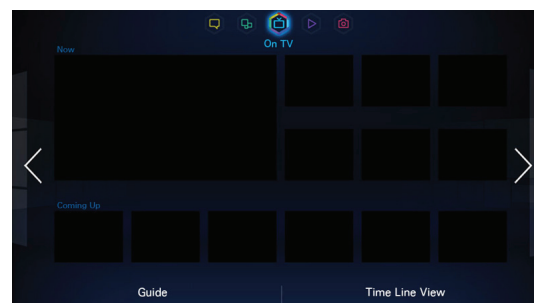 On TV
Now
Coming Up
Guide
Time Line View